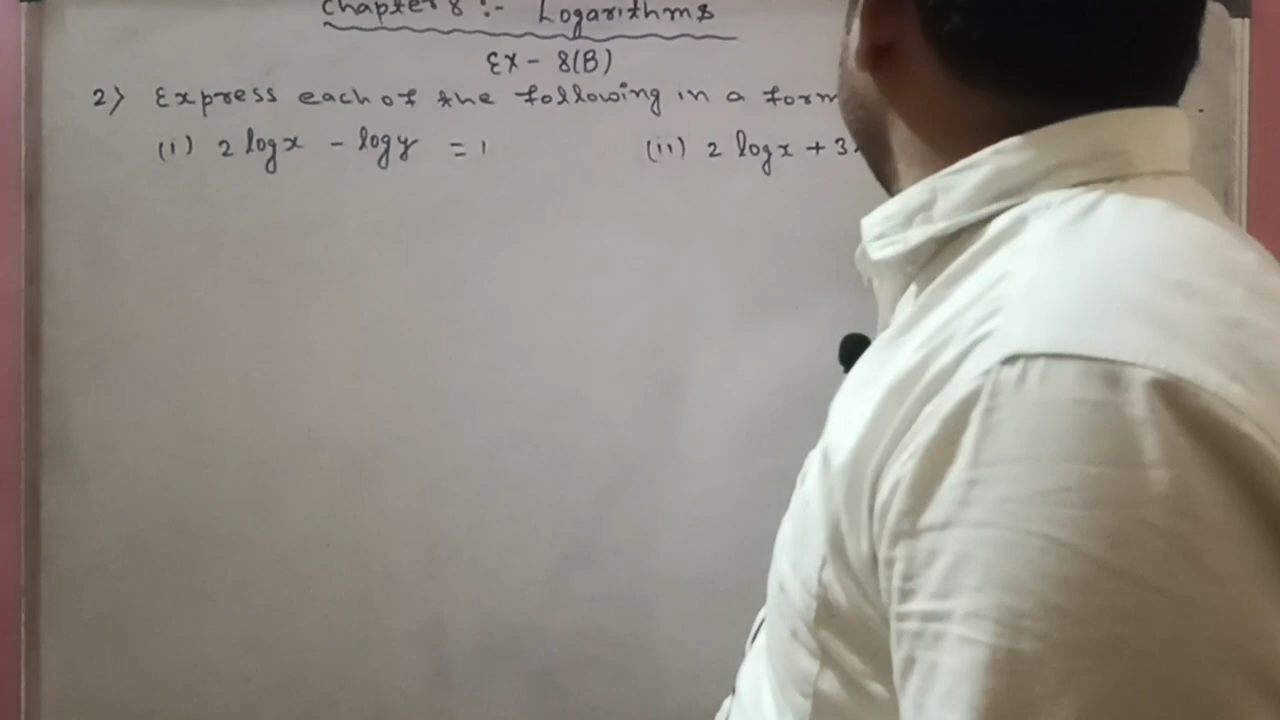 Chapter 8 :- Logarithms
Ex - 8(B)
2) Express each of the following in a form
(i) 2 log x - log y = 1 (ii) 2 log x + 3